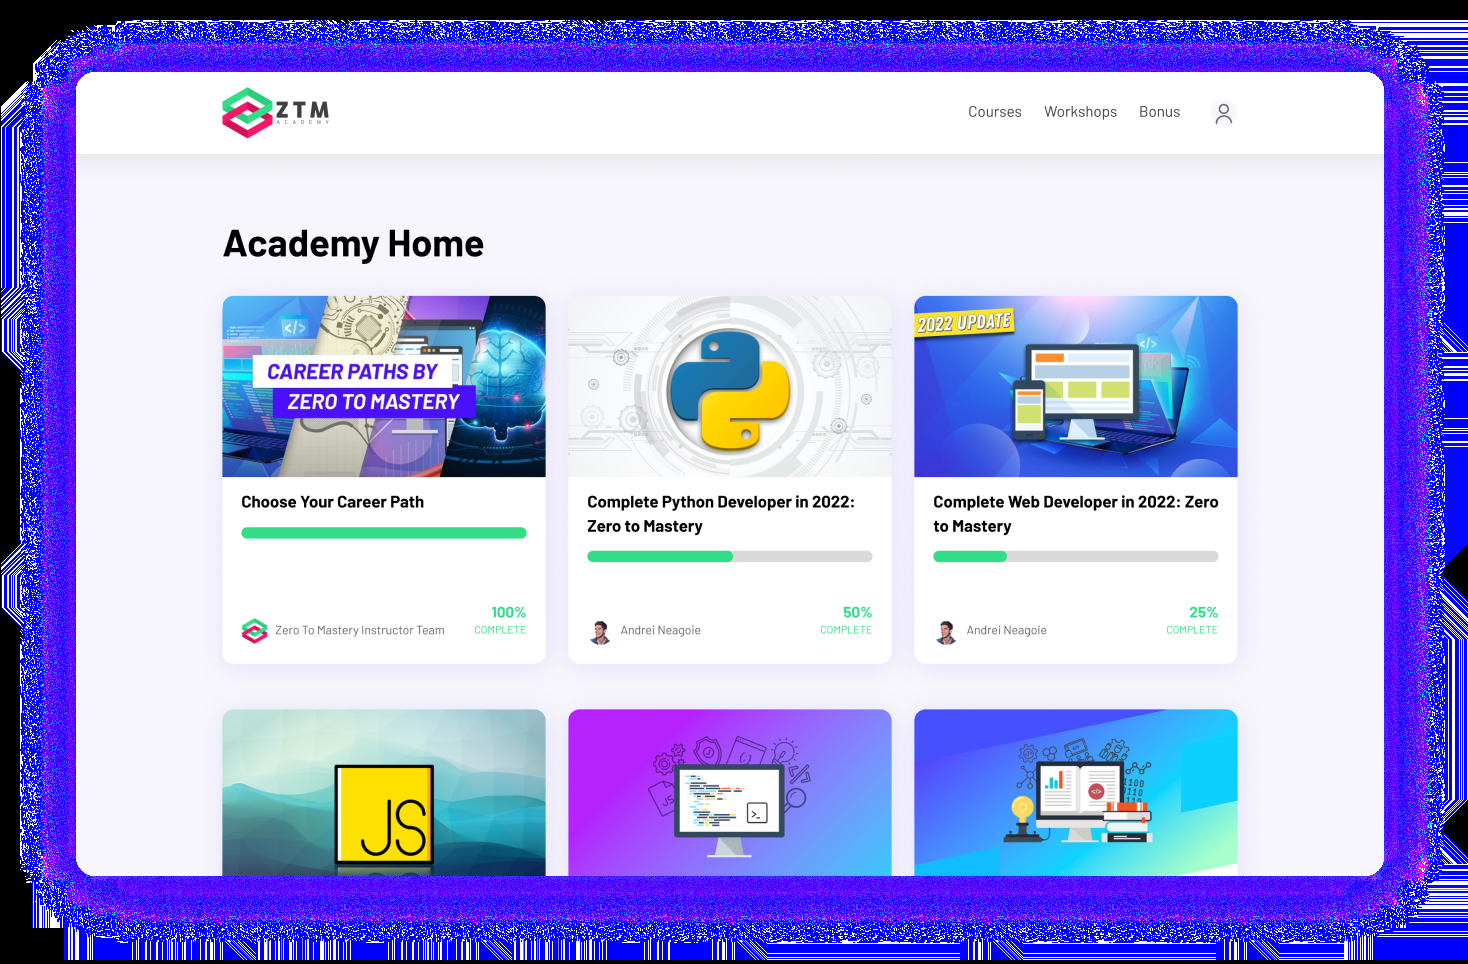 ZTM
ACADEMY
Courses
Workshops
Bonus
Academy Home
</>
CAREER PATHS BY
ZERO TO MASTERY
2022 UPDATE
</>
Choose Your Career Path
Complete Python Developer in 2022:
Zero to Mastery
Complete Web Developer in 2022: Zero
to Mastery
Zero To Mastery Instructor Team
100%
COMPLETE
Andrei Neagoie
50%
COMPLETE
Andrei Neagoie
25%
COMPLETE
JS
JS
>_
</>